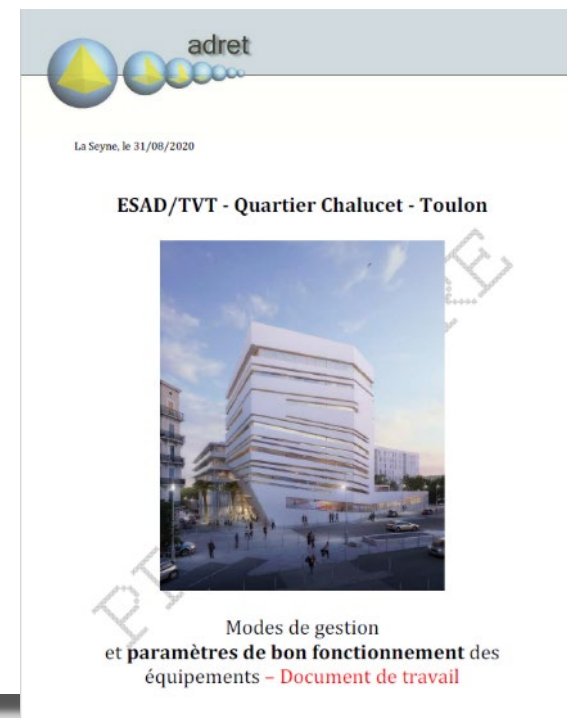 adret
La Seyne, le 31/08/2020
ESAD/TVT - Quartier Chalucet - Toulon
Modes de gestion
et paramètres de bon fonctionnement des
équipements – Document de travail